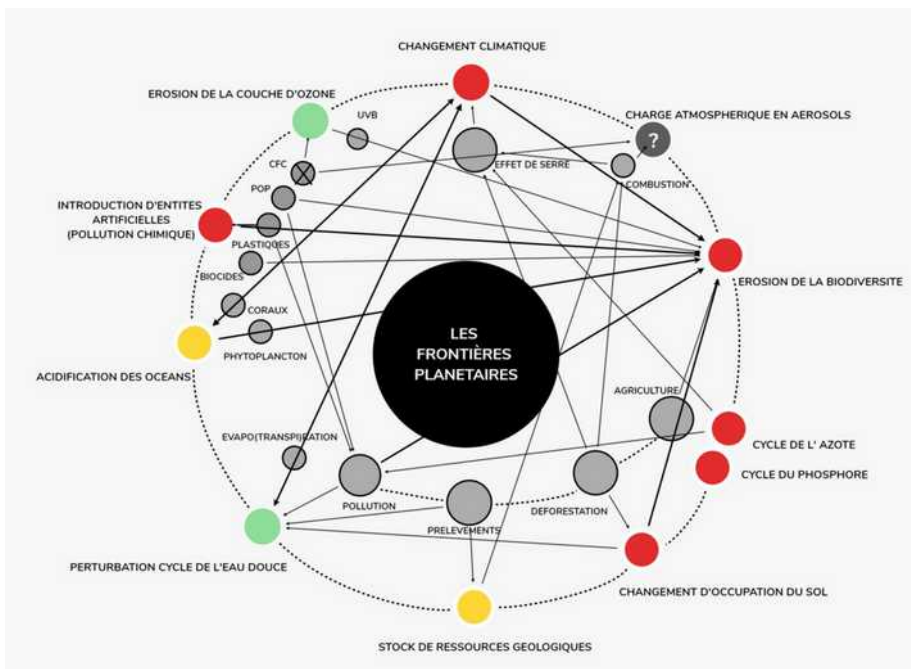 CHANGEMENT CLIMATIQUE
EROSION DE LA COUCHE D'OZONE
UVB
CHARGE ATMOSPHERIQUE EN AEROSOLS
?
EFFET DE SERRE
CFC
COMBUSTION
POP
INTRODUCTION D'ENTITES
ARTIFICIELLES
(POLLUTION CHIMIQUE)
PLASTIQUES
BIOCIDES
EROSION DE LA BIODIVERSITE
CORAUX
PHYTOPLANCTON
LES
FRONTIÈRES
PLANETAIRES
ACIDIFICATION DES OCEANS
AGRICULTURE
EVAPO(TRANSPI)RATION
CYCLE DE L' AZOTE
CYCLE DU PHOSPHORE
POLLUTION
DEFORESTATION
PRELEVEMENTS
PERTURBATION CYCLE DE L'EAU DOUCE
CHANGEMENT D'OCCUPATION DU SOL
STOCK DE RESSOURCES GEOLOGIQUES